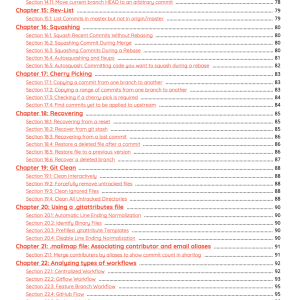 Section 14.11: Move current branch HEAD to an arbitrary commit 78
Chapter 15: Rev-List 79
Section 15.1: List Commits in master but not in origin/master 79
Chapter 16: Squashing 80
Section 16.1: Squash Recent Commits Without Rebasing 80
Section 16.2: Squashing Commit During Merge 80
Section 16.3: Squashing Commits During a Rebase 80
Section 16.4: Autosquashing and fixups 81
Section 16.5: Autosquash: Committing code you want to squash during a rebase 82
Chapter 17: Cherry Picking 83
Section 17.1: Copying a commit from one branch to another 83
Section 17.2: Copying a range of commits from one branch to another 83
Section 17.3: Checking if a cherry-pick is required 84
Section 17.4: Find commits yet to be applied to upstream 84
Chapter 18: Recovering 85
Section 18.1: Recovering from a reset 85
Section 18.2: Recover from git stash 85
Section 18.3: Recovering from a lost commit 86
Section 18.4: Restore a deleted file after a commit 86
Section 18.5: Restore file to a previous version 86
Section 18.6: Recover a deleted branch 87
Chapter 19: Git Clean 88
Section 19.1: Clean Interactively 88
Section 19.2: Forcefully remove untracked files 88
Section 19.3: Clean Ignored Files 88
Section 19.4: Clean All Untracked Directories 88
Chapter 20: Using a .gitattributes file 90
Section 20.1: Automatic Line Ending Normalization 90
Section 20.2: Identify Binary Files 90
Section 20.3: Prefilled .gitattribute Templates 90
Section 20.4: Disable Line Ending Normalization 90
Chapter 21: .mailmap file: Associating contributor and email aliases 91
Section 21.1: Merge contributers by aliases to show commit count in shortlog 91
Chapter 22: Analyzing types of workflows 92
Section 22.1: Centralized Workflow 92
Section 22.2: Gitflow Workflow 93
Section 22.3: Feature Branch Workflow 95
Section 22.4: GitHub Flow 95